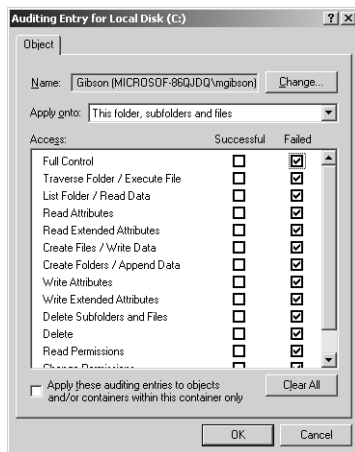 Auditing Entry for Local Disk (C:)
Object
Name: Gibson (MICROSOF-86QJDQ\mgibson) Change...
Apply onto: This folder, subfolders and files
Access: Successful Failed
Full Control
Traverse Folder / Execute File
List Folder / Read Data
Read Attributes
Read Extended Attributes
Create Files / Write Data
Create Folders / Append Data
Write Attributes
Write Extended Attributes
Delete Subfolders and Files
Delete
Read Permissions
Change Permissions
Apply these auditing entries to objects
and/or containers within this container only
Clear All
OK Cancel